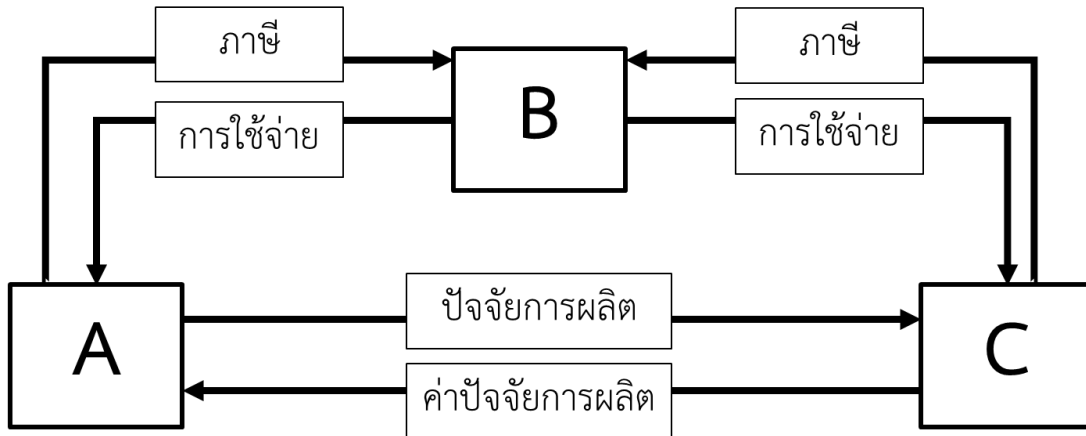 ภาษี
ภาษี
B
การใช้จ่าย
การใช้จ่าย
ปัจจัยการผลิต
A
C
ค่าปัจจัยการผลิต